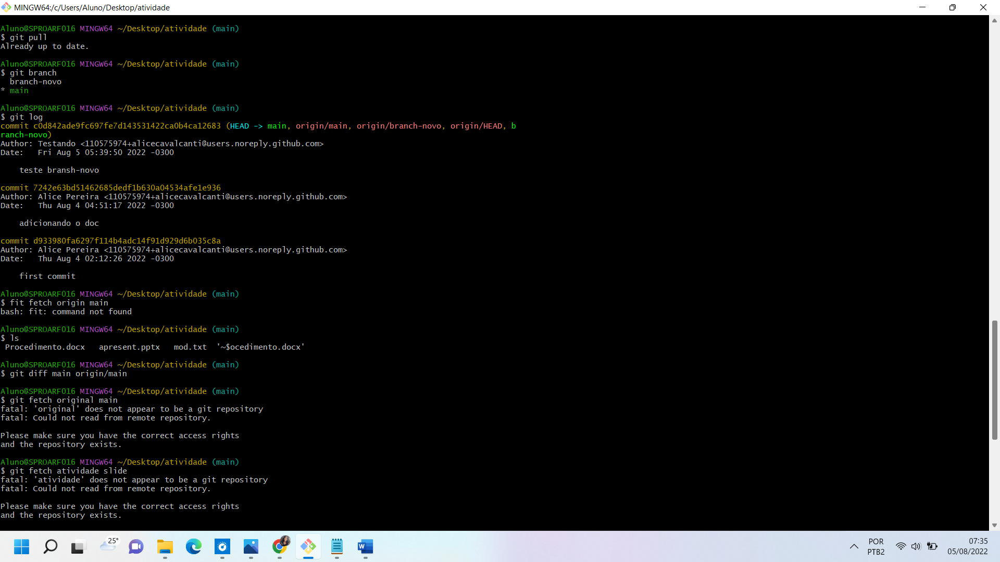 MINGW64:/c/Users/Aluno/Desktop/atividade
Aluno@SPROARF016 MINGW64 ~/Desktop/atividade (main)
$ git pull
Already up to date.
Aluno@SPROARF016 MINGW64 ~/Desktop/atividade (main)
$ git branch
branch-novo
* main
Aluno@SPROARF016 MINGW64 ~/Desktop/atividade (main)
$ git log
commit c0d842ade9fc697fe7d143531422ca0b4ca12683 (HEAD -> main, origin/main, origin/branch-novo, origin/HEAD, b
ranch-novo)
Author: Testando <110575974+alicecavalcanti@users.noreply.github.com>
Date:   Fri Aug 5 05:39:50 2022 -0300
teste bransh-novo
commit 7242e63bd51462685dedf1b630a04534afe1e936
Author: Alice Pereira <110575974+alicecavalcanti@users.noreply.github.com>
Date:   Thu Aug 4 04:51:17 2022 -0300
adicionando o doc
commit d933980fa6297f114b4adc14f91d929d6b035c8a
Author: Alice Pereira <110575974+alicecavalcanti@users.noreply.github.com>
Date:   Thu Aug 4 02:12:26 2022 -0300
first commit
Aluno@SPROARF016 MINGW64 ~/Desktop/atividade (main)
$ fit fetch origin main
bash: fit: command not found
Aluno@SPROARF016 MINGW64 ~/Desktop/atividade (main)
$ ls
Procedimento.docx   apresent.pptx   mod.txt  '~$ocedimento.docx'
Aluno@SPROARF016 MINGW64 ~/Desktop/atividade (main)
$ git diff main origin/main
Aluno@SPROARF016 MINGW64 ~/Desktop/atividade (main)
$ git fetch original main
fatal: 'original' does not appear to be a git repository
fatal: Could not read from remote repository.
Please make sure you have the correct access rights
and the repository exists.
Aluno@SPROARF016 MINGW64 ~/Desktop/atividade (main)
$ git fetch atividade slide
fatal: 'atividade' does not appear to be a git repository
fatal: Could not read from remote repository.
Please make sure you have the correct access rights
and the repository exists.
25°
W
POR
PTB2
07:35
05/08/2022